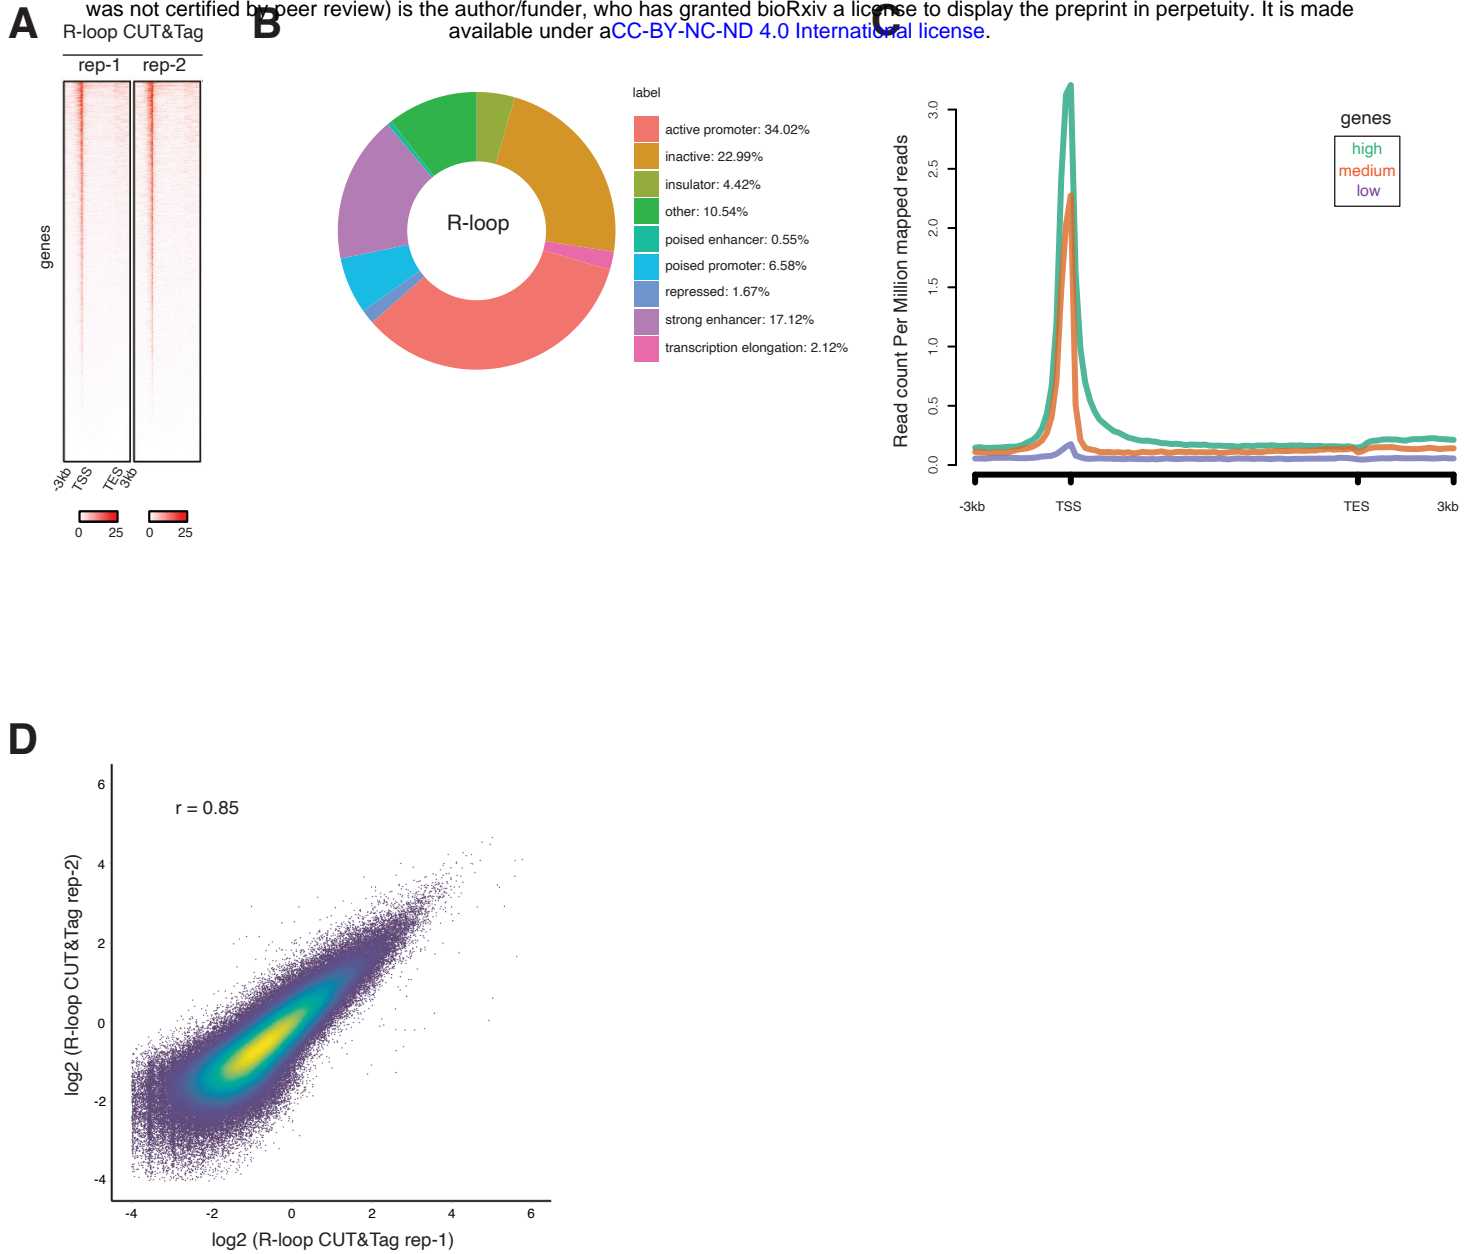 was not certified by peer review) is the author/funder, who has granted bioRxiv a license to display the preprint in perpetuity. It is made
available under aCC-BY-NC-ND 4.0 International license.
A
R-loop CUT&Tag
rep-1 rep-2
genes
-3kb TSS TES 3kb
0 25 0 25
B
R-loop
label
active promoter: 34.02%
inactive: 22.99%
insulator: 4.42%
other: 10.54%
poised enhancer: 0.55%
poised promoter: 6.58%
repressed: 1.67%
strong enhancer: 17.12%
transcription elongation: 2.12%
C
Read count Per Million mapped reads
3.0
2.5
2.0
1.5
1.0
0.5
0.0
genes
high
medium
low
-3kb TSS TES 3kb
D
r = 0.85
log2 (R-loop CUT&Tag rep-2)
6
4
2
0
-2
-4
-4 -2 0 2 4 6
log2 (R-loop CUT&Tag rep-1)